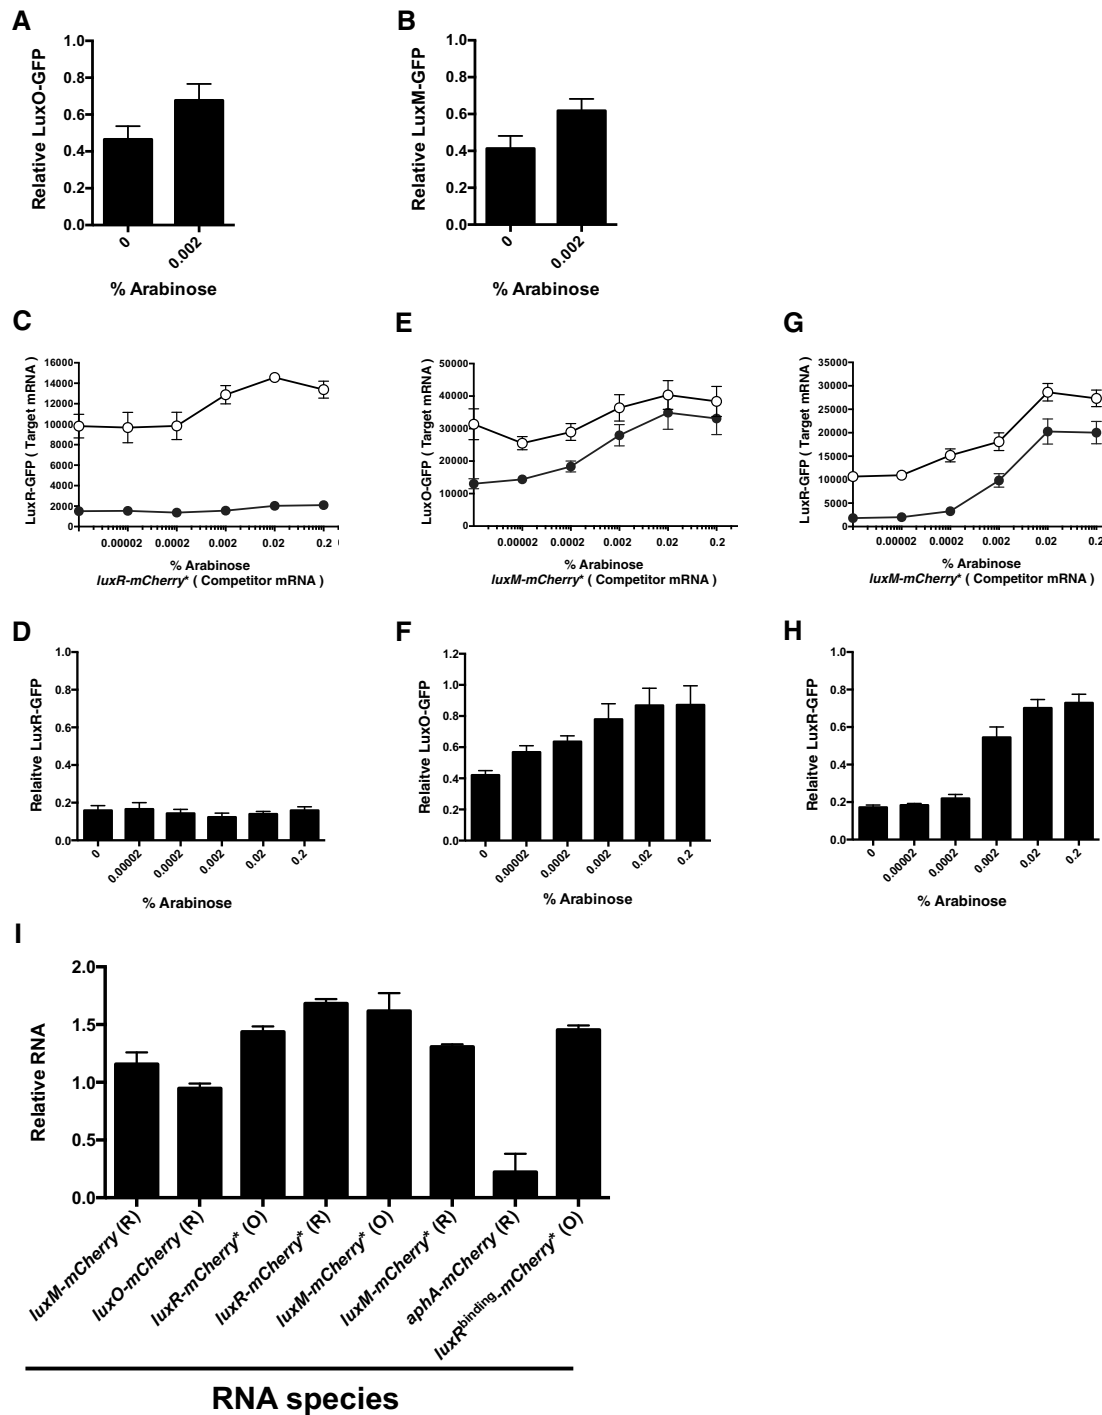 A
Relative LuxO-GFP
1.0
0.8
0.6
0.4
0.2
0.0
0
0.002
% Arabinose
B
Relative LuxM-GFP
1.0
0.8
0.6
0.4
0.2
0.0
0
0.002
% Arabinose
C
LuxR-GFP ( Target mRNA )
16000
14000
12000
10000
8000
6000
4000
2000
0
0.00002 0.0002 0.002 0.02 0.2
% Arabinose
luxR-mCherry* ( Competitor mRNA )
E
LuxO-GFP ( Target mRNA )
50000
40000
30000
20000
10000
0
0.00002 0.0002 0.002 0.02 0.2
% Arabinose
luxM-mCherry* ( Competitor mRNA )
G
LuxR-GFP ( Target mRNA )
35000
30000
25000
20000
15000
10000
5000
0
0.00002 0.0002 0.002 0.02 0.2
% Arabinose
luxM-mCherry* ( Competitor mRNA )
D
Relaitve LuxR-GFP
1.0
0.8
0.6
0.4
0.2
0.0
0
0.00002
0.0002
0.002
0.02
0.2
% Arabinose
F
Relaitve LuxO-GFP
1.2
1.0
0.8
0.6
0.4
0.2
0.0
0
0.00002
0.0002
0.002
0.02
0.2
% Arabinose
H
Relaitve LuxR-GFP
1.0
0.8
0.6
0.4
0.2
0.0
0
0.00002
0.0002
0.002
0.02
0.2
% Arabinose
I
Relative RNA
2.0
1.5
1.0
0.5
0.0
luxM-mCherry (R)
luxO-mCherry (R)
luxR-mCherry* (O)
luxR-mCherry* (R)
luxM-mCherry* (O)
luxM-mCherry* (R)
aphA-mCherry (R)
luxRbinding-mCherry* (O)
RNA species